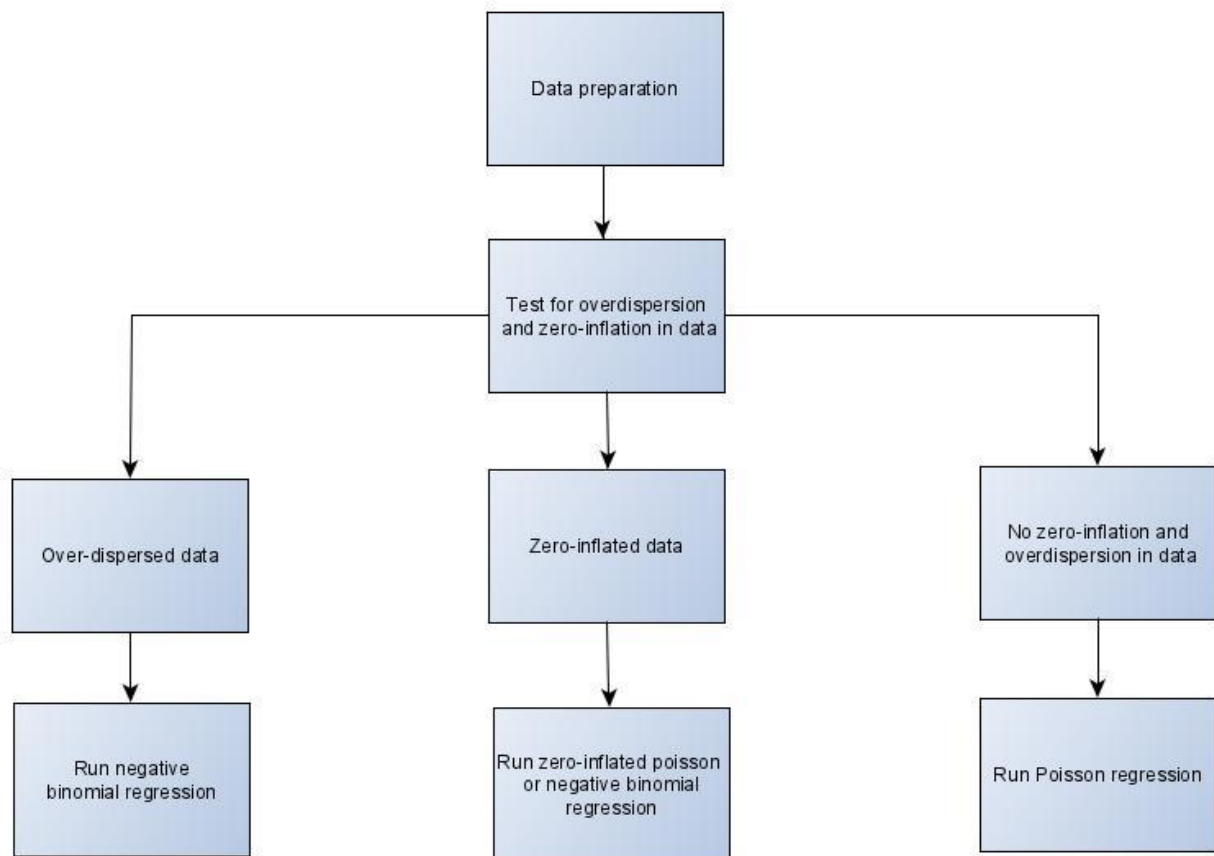 Data preparation
Test for overdispersion
and zero-inflation in data
Over-dispersed data
Zero-inflated data
No zero-inflation and
overdispersion in data
Run negative
binomial regression
Run zero-inflated poisson
or negative binomial
regression
Run Poisson regression